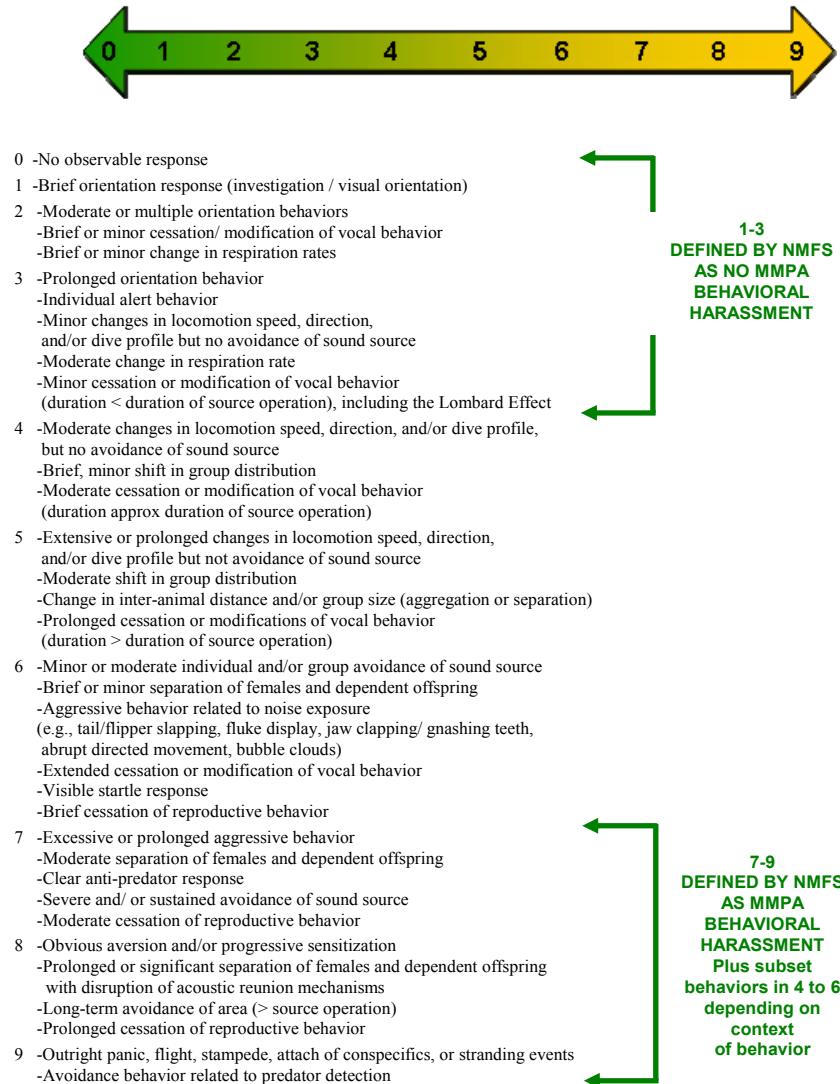 0 1 2 3 4 5 6 7 8 9
0 -No observable response
1 -Brief orientation response (investigation / visual orientation)
2 -Moderate or multiple orientation behaviors
-Brief or minor cessation/ modification of vocal behavior
-Brief or minor change in respiration rates
3 -Prolonged orientation behavior
-Individual alert behavior
-Minor changes in locomotion speed, direction,
and/or dive profile but no avoidance of sound source
-Moderate change in respiration rate
-Minor cessation or modification of vocal behavior
(duration < duration of source operation), including the Lombard Effect
1-3
DEFINED BY NMFS
AS NO MMPA
BEHAVIORAL
HARASSMENT
4 -Moderate changes in locomotion speed, direction, and/or dive profile,
but no avoidance of sound source
-Brief, minor shift in group distribution
-Moderate cessation or modification of vocal behavior
(duration approx duration of source operation)
5 -Extensive or prolonged changes in locomotion speed, direction,
and/or dive profile but not avoidance of sound source
-Moderate shift in group distribution
-Change in inter-animal distance and/or group size (aggregation or separation)
-Prolonged cessation or modifications of vocal behavior
(duration > duration of source operation)
6 -Minor or moderate individual and/or group avoidance of sound source
-Brief or minor separation of females and dependent offspring
-Aggressive behavior related to noise exposure
(e.g., tail/flipper slapping, fluke display, jaw clapping/ gnashing teeth,
abrupt directed movement, bubble clouds)
-Extended cessation or modification of vocal behavior
-Visible startle response
-Brief cessation of reproductive behavior
7 -Excessive or prolonged aggressive behavior
-Moderate separation of females and dependent offspring
-Clear anti-predator response
-Severe and/ or sustained avoidance of sound source
-Moderate cessation of reproductive behavior
8 -Obvious aversion and/or progressive sensitization
-Prolonged or significant separation of females and dependent offspring
with disruption of acoustic reunion mechanisms
-Long-term avoidance of area (> source operation)
-Prolonged cessation of reproductive behavior
9 -Outright panic, flight, stampede, attach of conspecifics, or stranding events
-Avoidance behavior related to predator detection
7-9
DEFINED BY NMFS
AS MMPA
BEHAVIORAL
HARASSMENT
Plus subset
behaviors in 4 to 6
depending on
context
of behavior